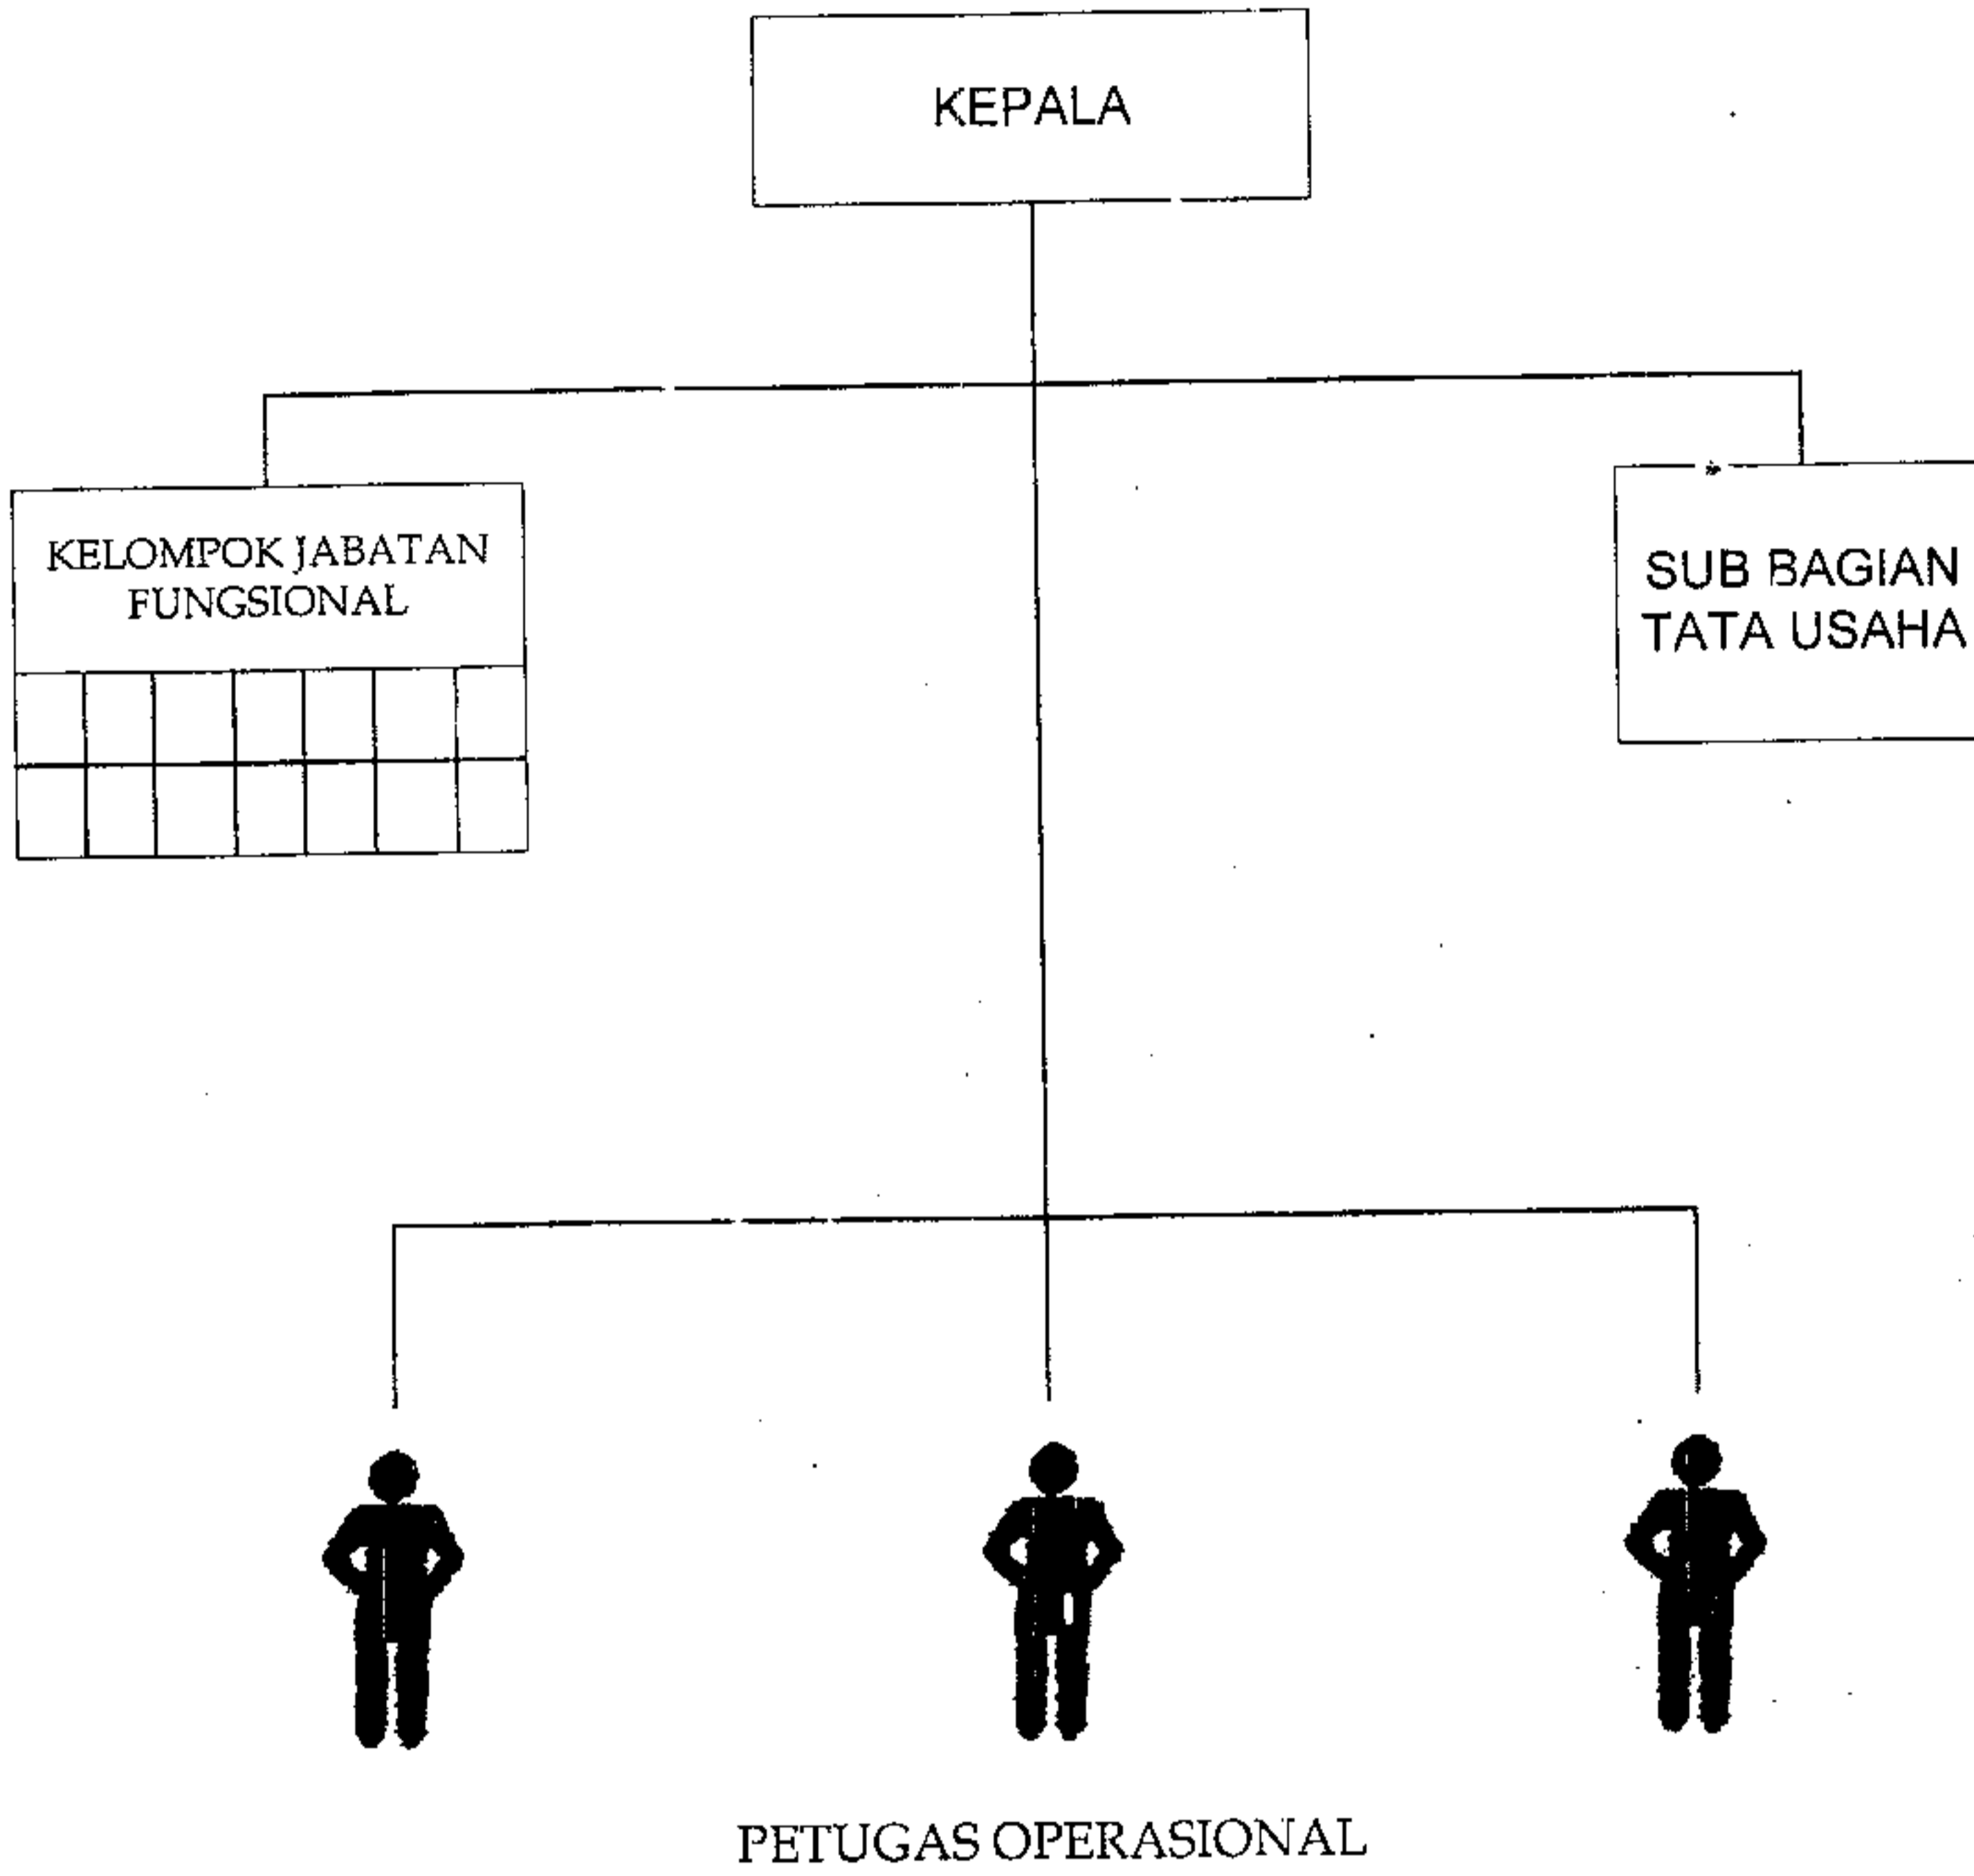 KEPALA
KELOMPOK JABATAN
FUNGSIONAL
SUB BAGIAN
TATA USAHA
PETUGAS OPERASIONAL